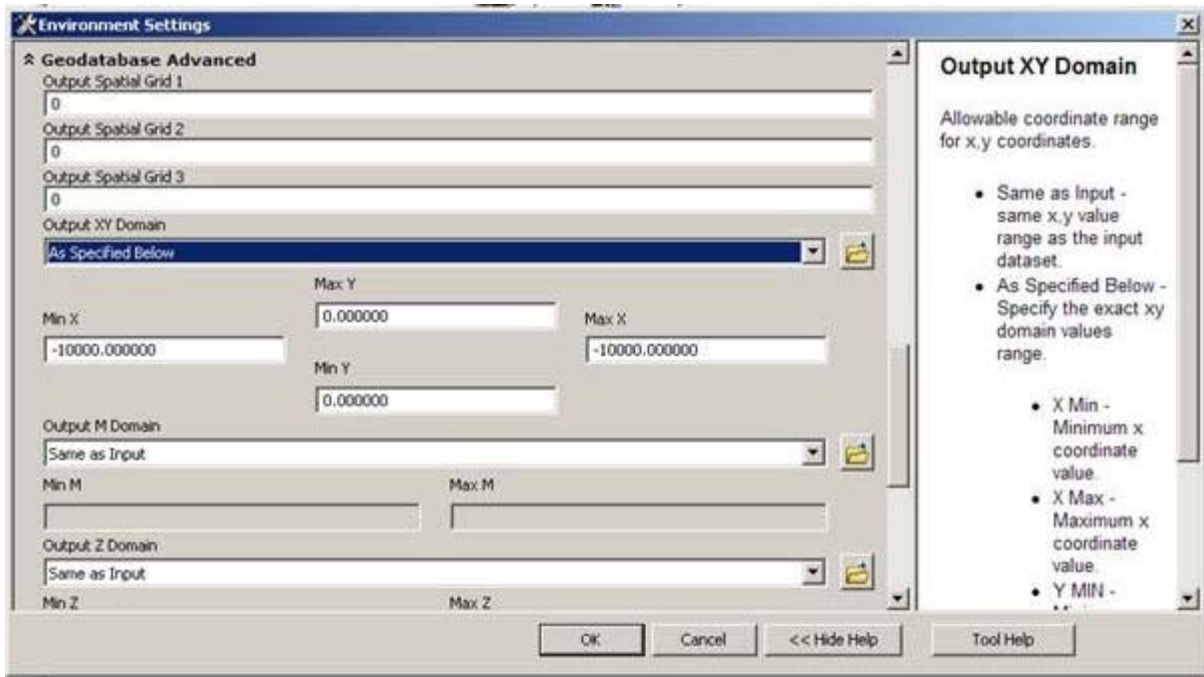 Environment Settings
Geodatabase Advanced
Output Spatial Grid 1
0
Output Spatial Grid 2
0
Output Spatial Grid 3
0
Output XY Domain
As Specified Below
Max Y
0.000000
Min X
Max X
-10000.000000
-10000.000000
Min Y
0.000000
Output M Domain
Same as Input
Min M
Max M
Output Z Domain
Same as Input
Min Z
Max Z
OK
Cancel
<< Hide Help
Tool Help
Output XY Domain
Allowable coordinate range
for x,y coordinates.
• Same as Input -
same x,y value
range as the input
dataset.
• As Specified Below -
Specify the exact xy
domain values
range.
• X Min -
Minimum x
coordinate
value.
• X Max -
Maximum x
coordinate
value.
• Y MIN -